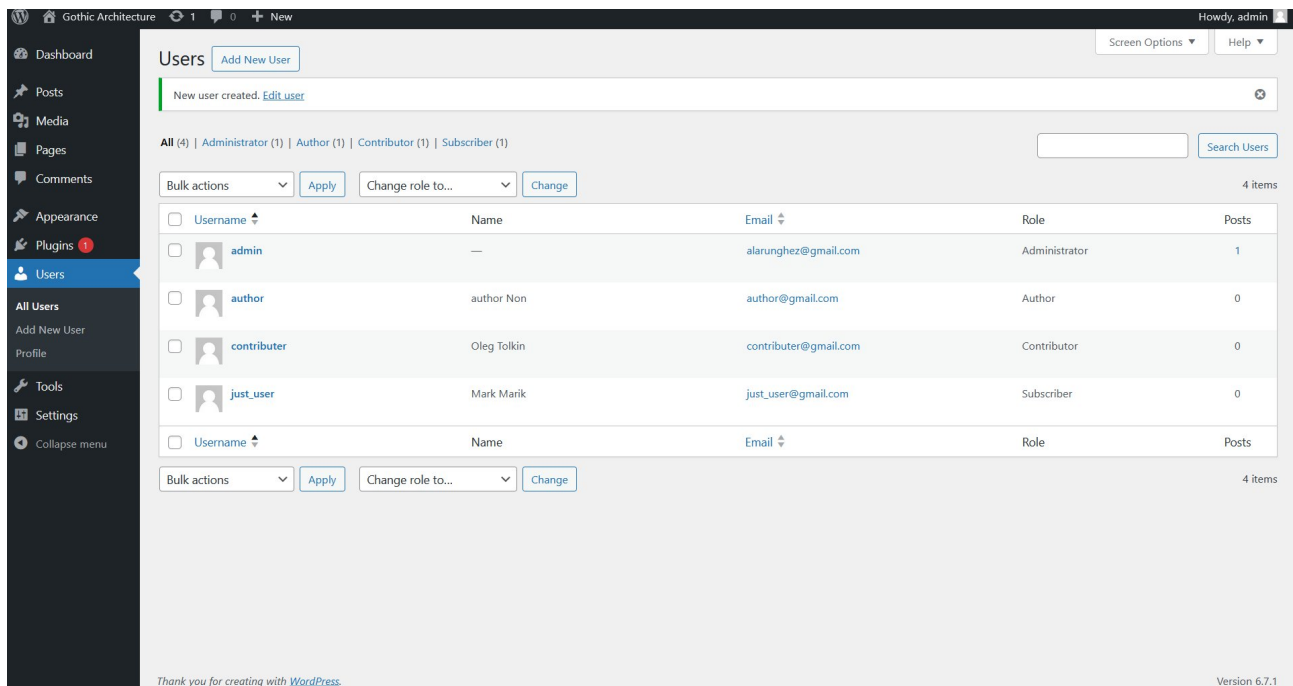 Gothic Architecture 1 0 + New Howdy, admin
Screen Options ▼ Help ▼
Dashboard
Posts
Media
Pages
Comments
Appearance
Plugins 1
Users
All Users
Add New User
Profile
Tools
Settings
Collapse menu
Users Add New User
New user created. Edit user
All (4) | Administrator (1) | Author (1) | Contributor (1) | Subscriber (1)
Search Users
Bulk actions Apply Change role to... Change 4 items
Username Name Email Role Posts
admin — alarunghez@gmail.com Administrator 1
author author Non author@gmail.com Author 0
contributer Oleg Tolkin contributer@gmail.com Contributor 0
just_user Mark Marik just_user@gmail.com Subscriber 0
Username Name Email Role Posts
Bulk actions Apply Change role to... Change 4 items
Thank you for creating with WordPress. Version 6.7.1